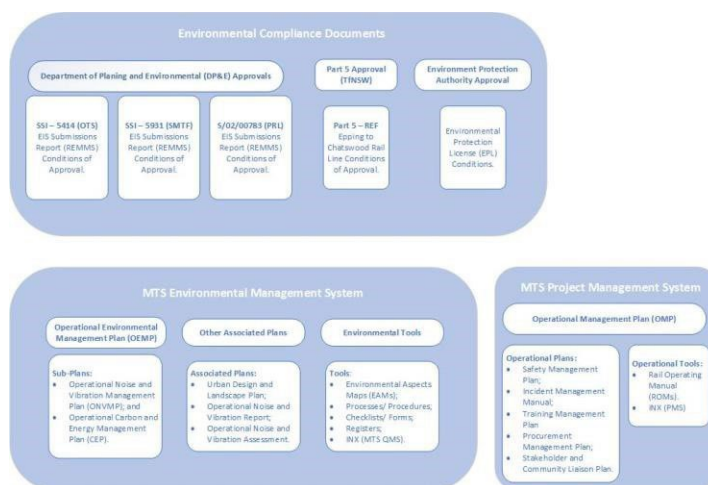 Environmental Compliance Documents
Department of Planing and Environmental (DP&E) Approvals
Part 5 Approval
(TfNSW)
Environment Protection
Authority Approval
SSI – 5414 (OTS)
EIS Submissions
Report (REMMS)
Conditions of
Approval.
SSI – 5931 (SMTF)
EIS Submissions
Report (REMMS)
Conditions of
Approval.
S/02/00783 (PRL)
EIS Submissions
Report (REMMS)
Conditions of
Approval.
Part 5 – REF
Epping to
Chatswood Rail
Line Conditions
of Approval.
Environmental
Protection
License (EPL)
Conditions.
MTS Environmental Management System
Operational Environmental
Management Plan (OEMP)
Other Associated Plans
Environmental Tools
Sub-Plans:
• Operational Noise and
Vibration Management
Plan (ONVMP); and
• Operational Carbon and
Energy Management
Plan (CEP).
Associated Plans:
• Urban Design and
Landscape Plan;
• Operational Noise and
Vibration Report;
• Operational Noise and
Vibration Assessment.
Tools:
• Environmental Aspects
Maps (EAMs);
• Processes/ Procedures;
• Checklists/ Forms;
• Registers;
• INX (MTS QMS).
MTS Project Management System
Operational Management Plan (OMP)
Operational Plans:
• Safety Management
Plan;
• Incident Management
Manual;
• Training Management
Plan
• Procurement
Management Plan;
• Stakeholder and
Community Liaison Plan.
Operational Tools:
• Rail Operating
Manual
(ROMs).
• INX (PMS)